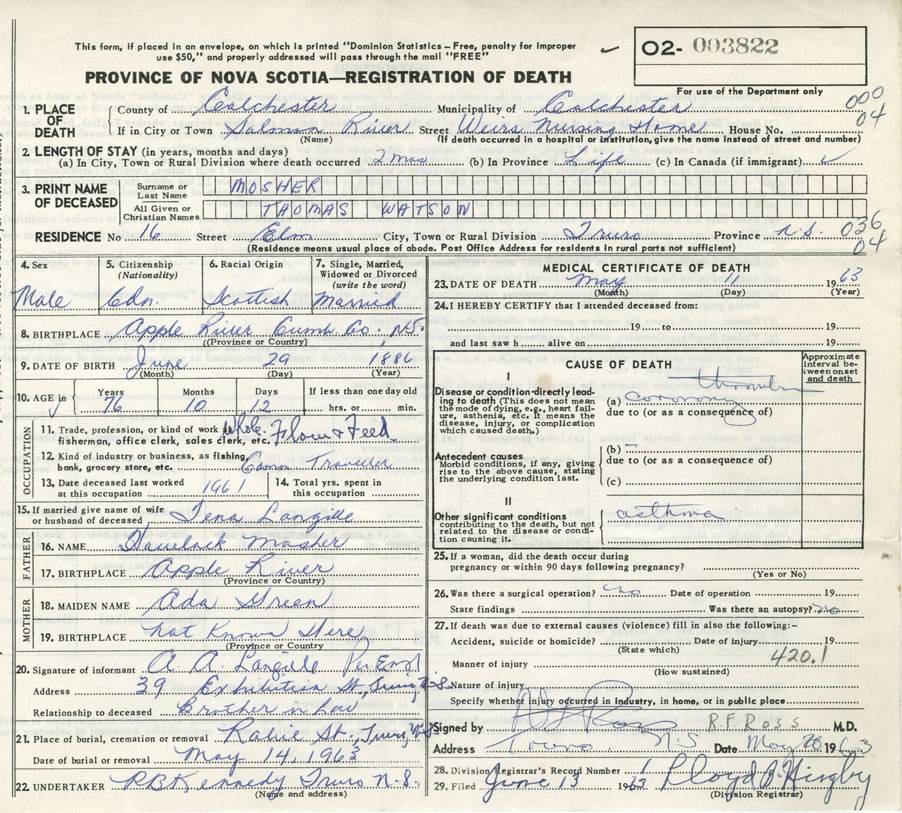 This form, if placed in an envelope, on which is printed "Dominion Statistics – Free, penalty for improper
use $50," and properly addressed will pass through the mail "FREE"
O2- 003822
PROVINCE OF NOVA SCOTIA—REGISTRATION OF DEATH
For use of the Department only
1. PLACE OF DEATH County of Colchester Municipality of Colchester 000
If in City or Town Salmon River Street Weirs Nursing Home House No. 04
(Name) (If death occurred in a hospital or institution, give the name instead of street and number)
2. LENGTH OF STAY (in years, months and days)
(a) In City, Town or Rural Division where death occurred 2 mos (b) In Province Life (c) In Canada (if immigrant)
3. PRINT NAME OF DECEASED Surname or Last Name MOSHER
All Given or Christian Names THOMAS WATSON
RESIDENCE No 16 Street Elm City, Town or Rural Division Truro Province N.S. 036
04
(Residence means usual place of abode. Post Office Address for residents in rural parts not sufficient)
4. Sex 5. Citizenship (Nationality) 6. Racial Origin 7. Single, Married, Widowed or Divorced (write the word)
Male Cdn. Scottish Married
8. BIRTHPLACE Apple River Cumb Co. N.S.
(Province or Country)
9. DATE OF BIRTH June 29 1886
(Month) (Day) (Year)
10. AGE in Years Months Days If less than one day
76 10 12 hrs. or min.
OCCUPATION
11. Trade, profession or kind of work as fisherman, office clerk, sales clerk, etc. Whole. Flour & Feed
12. Kind of industry or business, as fishing, bank, grocery store, etc. Comm Traveller
13. Date deceased last worked at this occupation 1961 14. Total yrs. spent in this occupation
15. If married give name of wife or husband of deceased Tena Langille
FATHER
16. NAME Havelock Mosher
17. BIRTHPLACE Apple River
(Province or Country)
MOTHER
18. MAIDEN NAME Ada Green
19. BIRTHPLACE Not Known Here
(Province or Country)
20. Signature of informant A A. Langille Per
Address 39 Exhibition St, Truro N-S
Relationship to deceased Brother in Law
21. Place of burial, cremation or removal Robie St. Truro, N-S
Date of burial or removal May 14, 1963
22. UNDERTAKER R B Kennedy Truro N-S.
(Name and address)
MEDICAL CERTIFICATE OF DEATH
23. DATE OF DEATH May 11 1963
(Month) (Day) (Year)
24. I HEREBY CERTIFY that I attended deceased from:
19.... to 19....
and last saw h alive on 19....
CAUSE OF DEATH
Approximate interval between onset and death
I
Disease or condition directly leading to death (This does not mean the mode of dying, e.g., heart failure, asthenia, etc. It means the disease, injury, or complication which caused death.)
(a) coronary
due to (or as a consequence of)
Antecedent causes
Morbid conditions, if any, giving rise to the above cause, stating the underlying condition last.
(b)
due to (or as a consequence of)
(c)
II
Other significant conditions contributing to the death, but not related to the disease or condition causing it.
asthma
25. If a woman, did the death occur during
pregnancy or within 90 days following pregnancy?
(Yes or No)
26. Was there a surgical operation? no Date of operation 19
State findings Was there an autopsy? no
27. If death was due to external causes (violence) fill in also the following:–
Accident, suicide or homicide? Date of injury 19
(State which)
420.1
Manner of injury
(How sustained)
Nature of injury
Specify whether injury occurred in industry, in home, or in public place
Signed by R F Ross R.F. ROSS M.D.
Address Truro N.S Date May 28 1963
28. Division Registrar's Record Number 1
29. Filed June 13 1963 Lloyd
(Division Registrar)